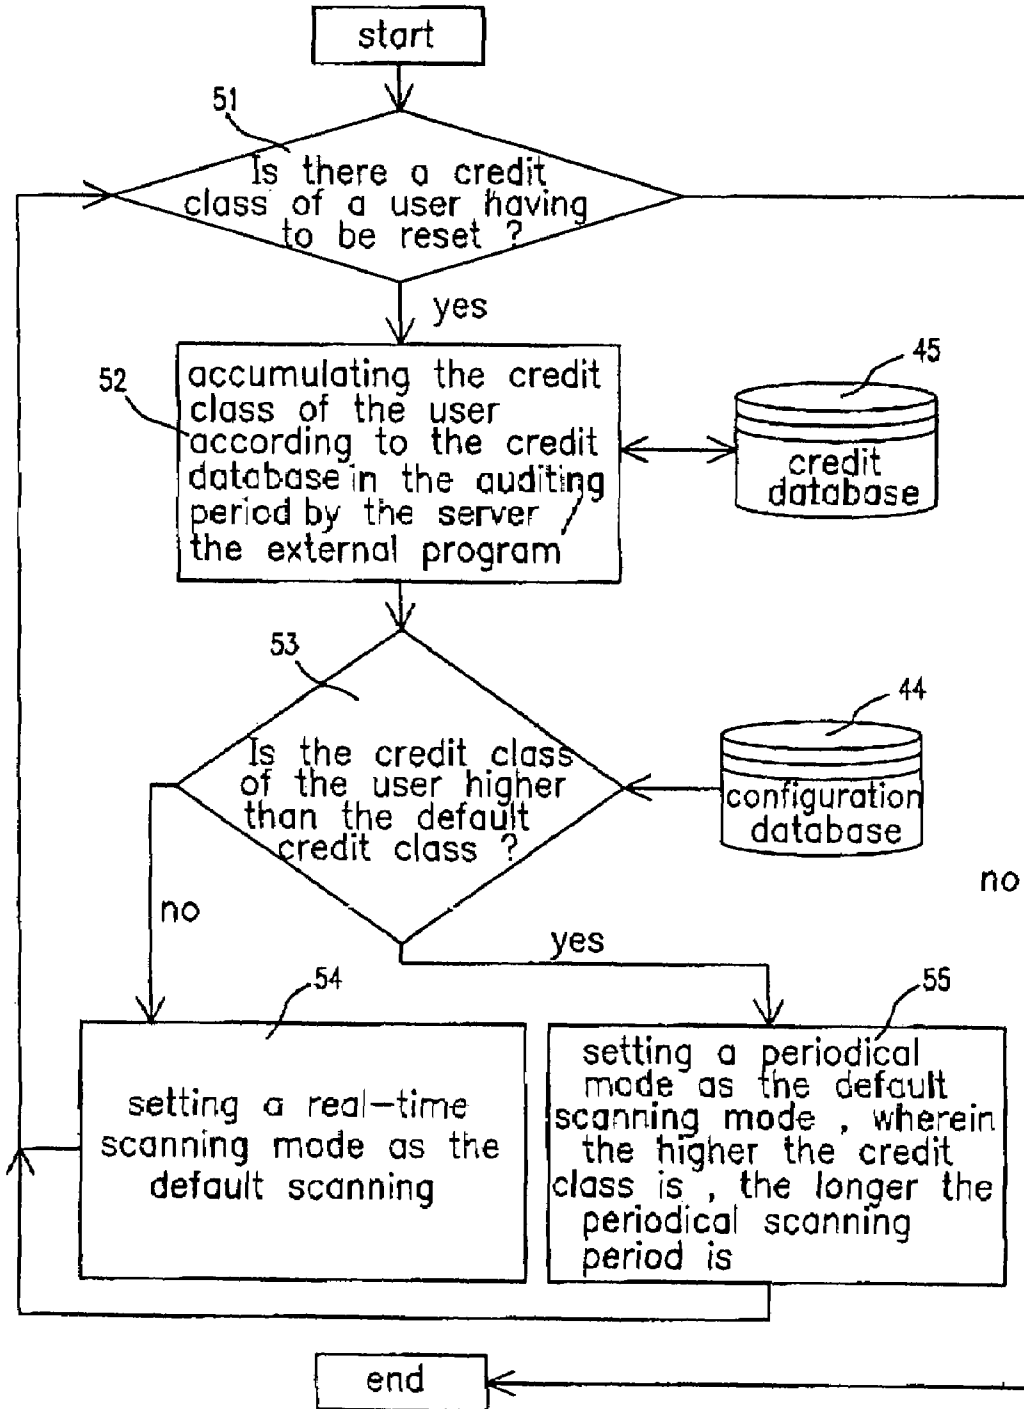 start
51
Is there a credit
class of a user having
to be reset ?
yes
52
accumulating the credit
class of the user
according to the credit
database in the auditing
period by the server
the external program
45
credit
database
53
Is the credit class
of the user higher
than the default
credit class ?
44
configuration
database
no
no
yes
54
setting a real-time
scanning mode as the
default scanning
55
setting a periodical
mode as the default
scanning mode , wherein
the higher the credit
class is , the longer the
periodical scanning
period is
end